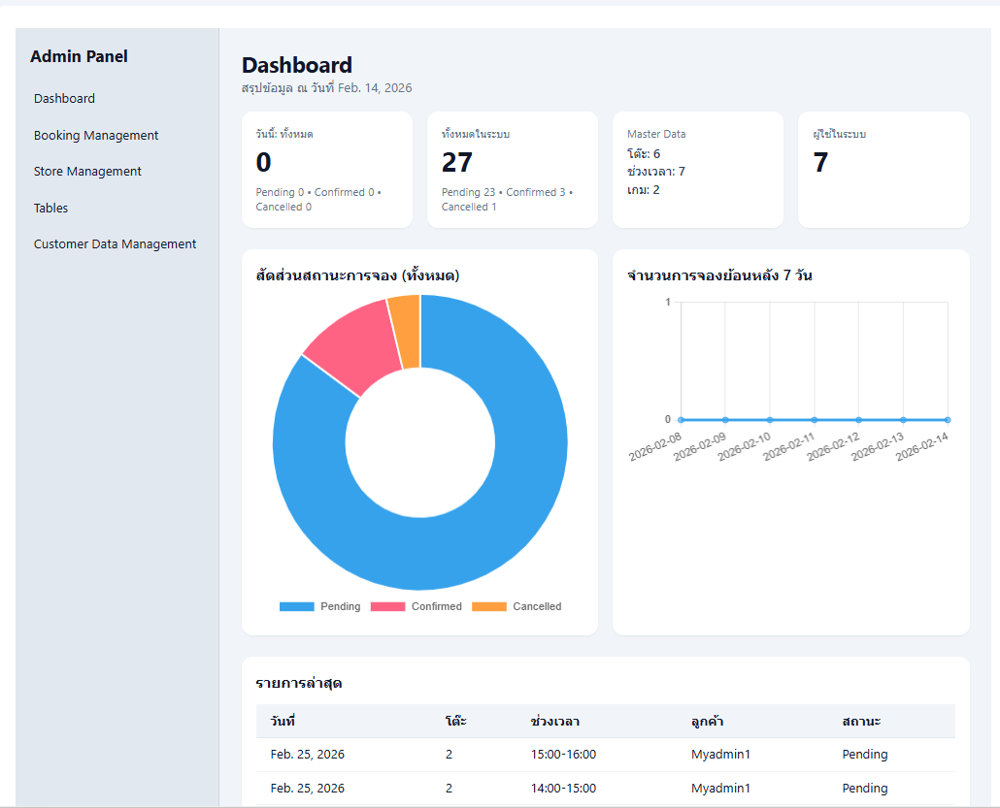 Admin Panel
Dashboard
Booking Management
Store Management
Tables
Customer Data Management
Dashboard
สรุปข้อมูล ณ วันที่ Feb. 14, 2026
วันนี้: ทั้งหมด
0
Pending 0 • Confirmed 0 •
Cancelled 0
ทั้งหมดในระบบ
27
Pending 23 • Confirmed 3 •
Cancelled 1
Master Data
โต๊ะ: 6
ช่วงเวลา: 7
เกม: 2
ผู้ใช้ในระบบ
7
สัดส่วนสถานะการจอง (ทั้งหมด)
Pending Confirmed Cancelled
จำนวนการจองย้อนหลัง 7 วัน
1
0
2026-02-08 2026-02-09 2026-02-10 2026-02-11 2026-02-12 2026-02-13 2026-02-14
รายการล่าสุด
วันที่ โต๊ะ ช่วงเวลา ลูกค้า สถานะ
Feb. 25, 2026 2 15:00-16:00 Myadmin1 Pending
Feb. 25, 2026 2 14:00-15:00 Myadmin1 Pending